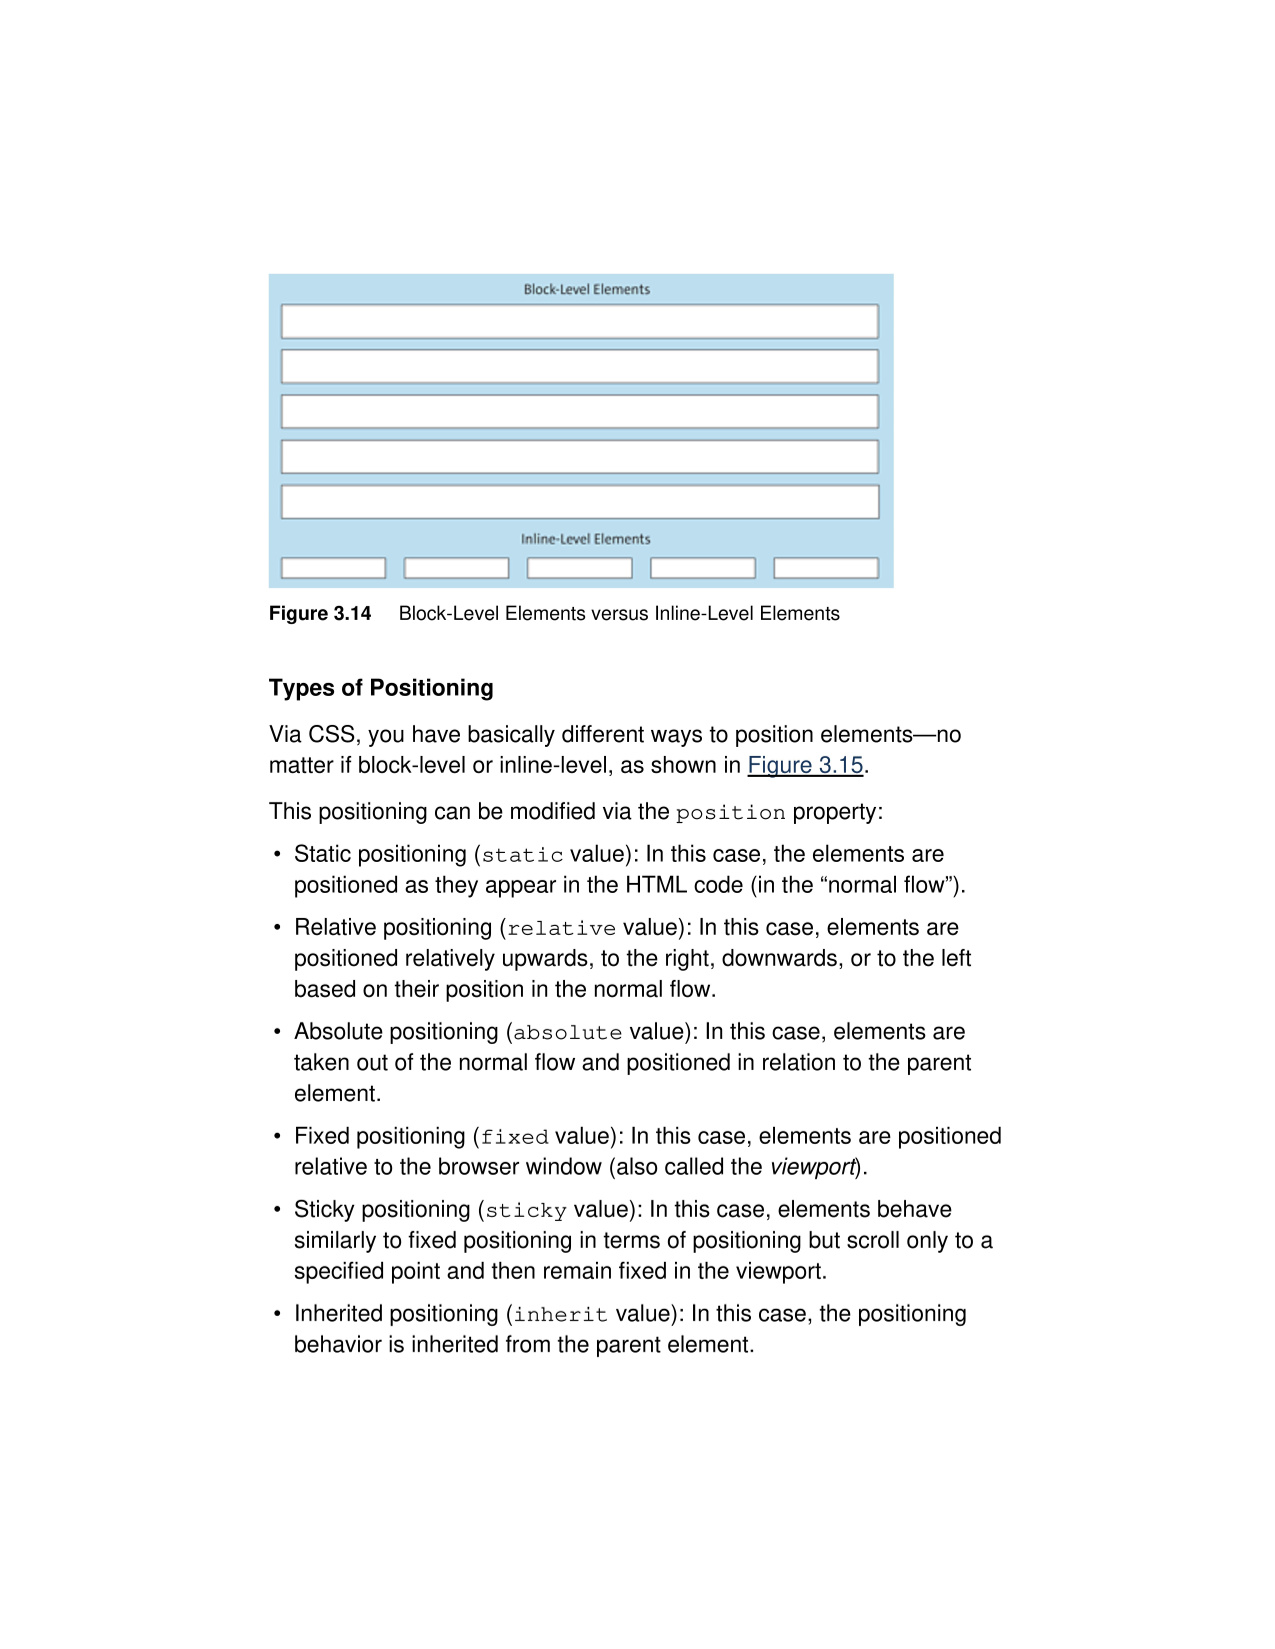 Block-Level Elements
Inline-Level Elements
Figure 3.14 Block-Level Elements versus Inline-Level Elements
Types of Positioning
Via CSS, you have basically different ways to position elements—no
matter if block-level or inline-level, as shown in Figure 3.15.
This positioning can be modified via the position property:
• Static positioning (static value): In this case, the elements are
positioned as they appear in the HTML code (in the “normal flow”).
• Relative positioning (relative value): In this case, elements are
positioned relatively upwards, to the right, downwards, or to the left
based on their position in the normal flow.
• Absolute positioning (absolute value): In this case, elements are
taken out of the normal flow and positioned in relation to the parent
element.
• Fixed positioning (fixed value): In this case, elements are positioned
relative to the browser window (also called the viewport).
• Sticky positioning (sticky value): In this case, elements behave
similarly to fixed positioning in terms of positioning but scroll only to a
specified point and then remain fixed in the viewport.
• Inherited positioning (inherit value): In this case, the positioning
behavior is inherited from the parent element.